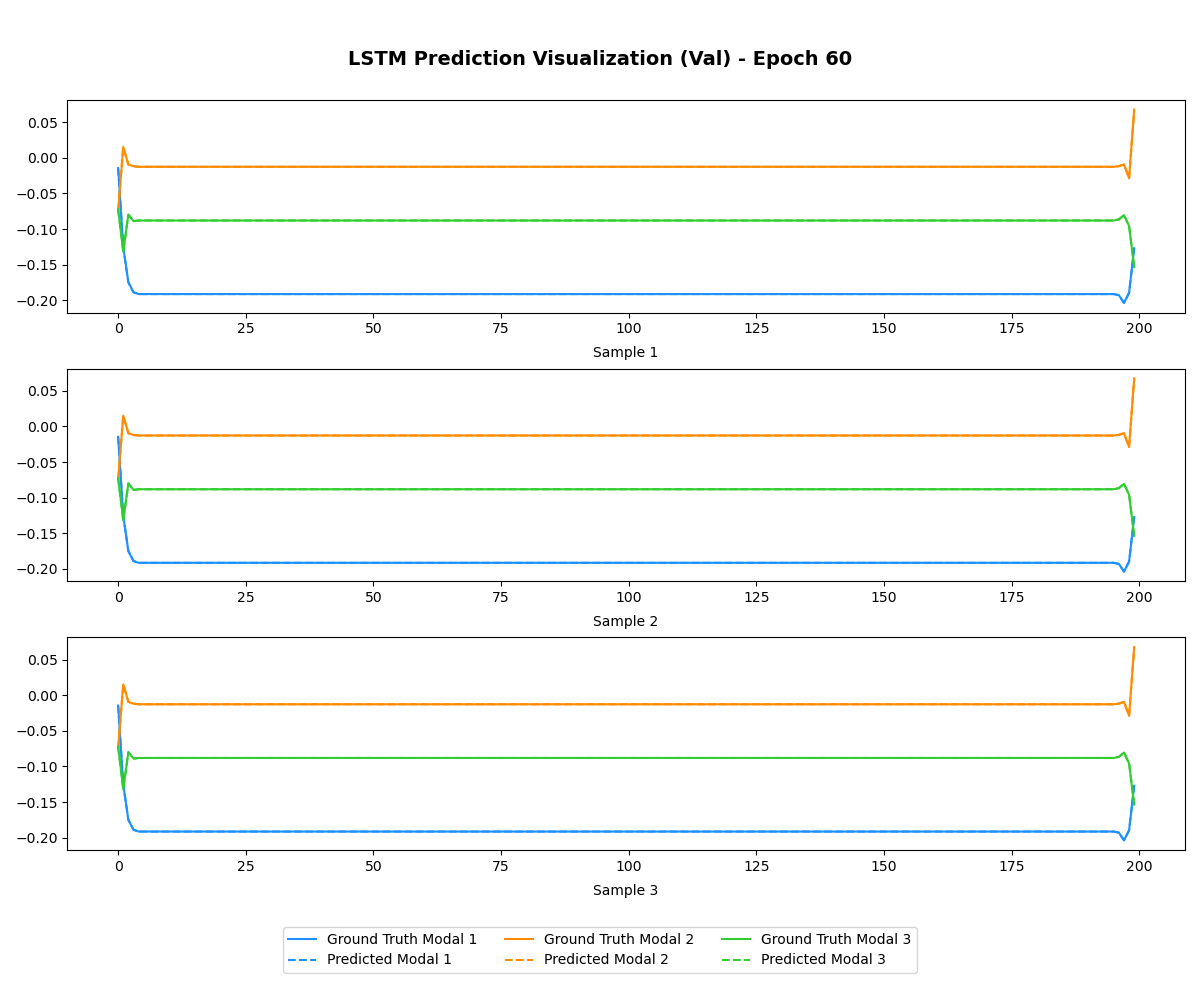 LSTM Prediction Visualization (Val) - Epoch 60
0.05
0.00
−0.05
−0.10
−0.15
−0.20
0 25 50 75 100 125 150 175 200
Sample 1
0.05
0.00
−0.05
−0.10
−0.15
−0.20
0 25 50 75 100 125 150 175 200
Sample 2
0.05
0.00
−0.05
−0.10
−0.15
−0.20
0 25 50 75 100 125 150 175 200
Sample 3
Ground Truth Modal 1 Ground Truth Modal 2 Ground Truth Modal 3
Predicted Modal 1 Predicted Modal 2 Predicted Modal 3